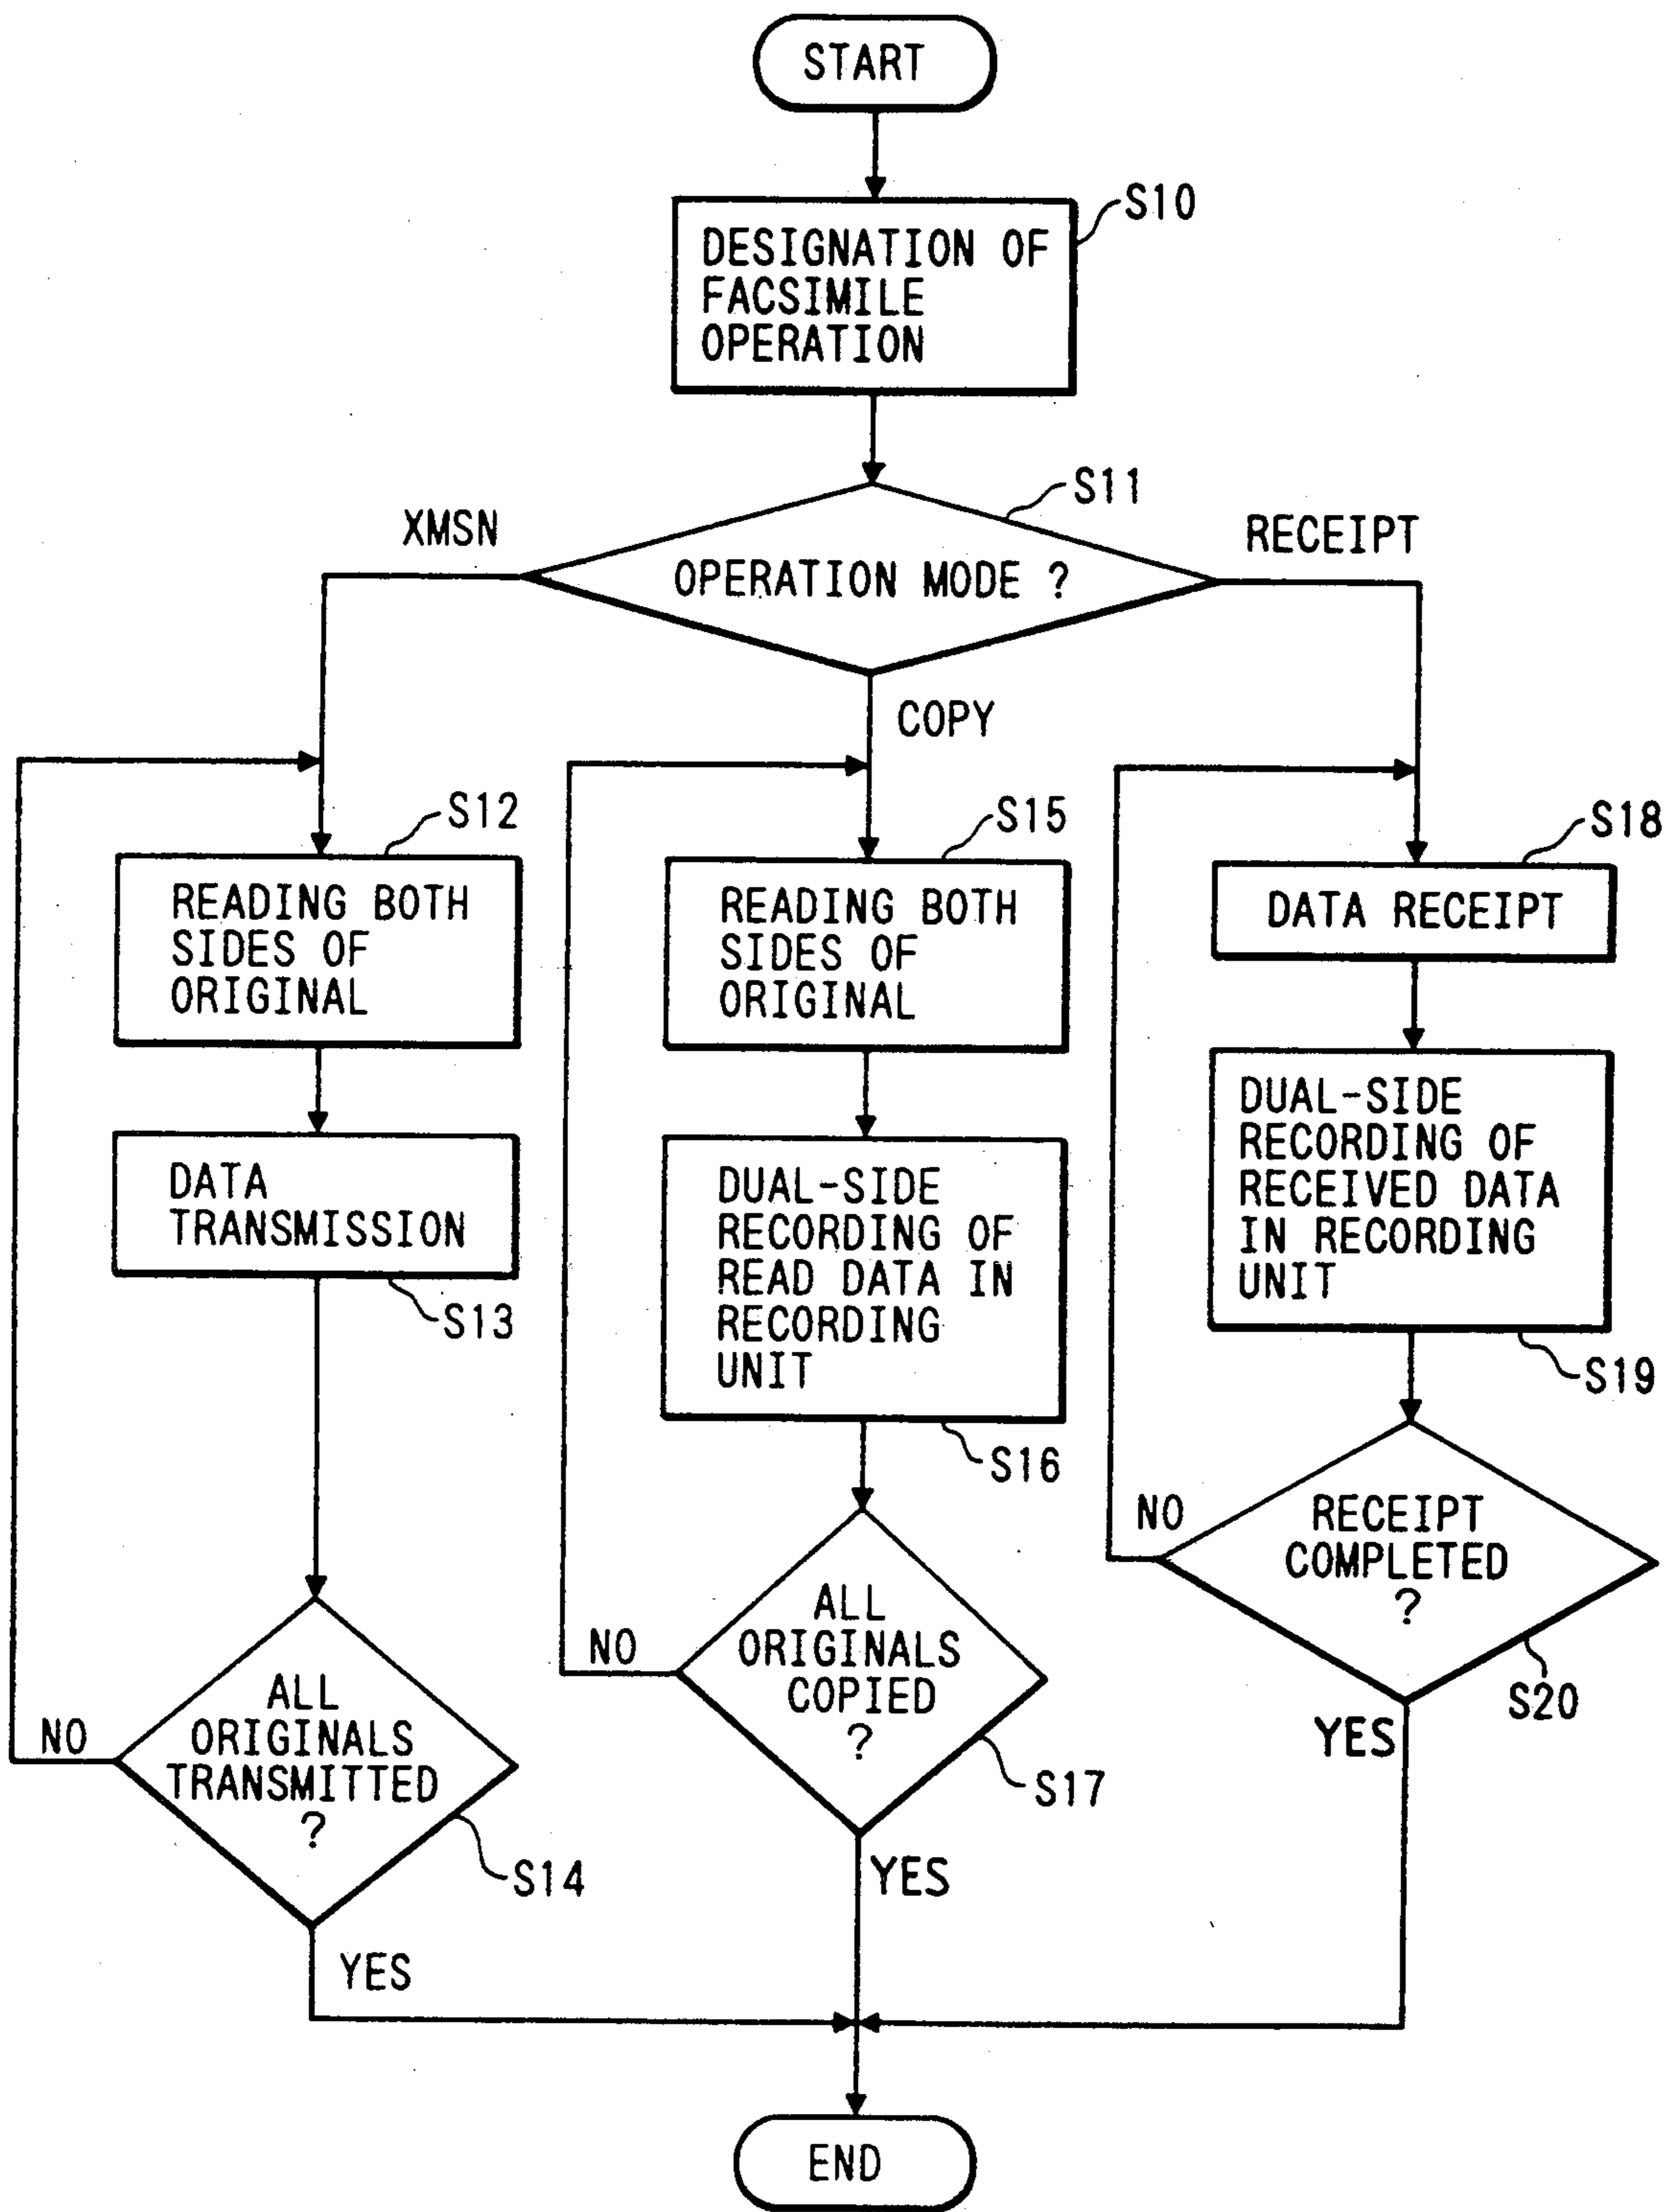 START
S10
DESIGNATION OF
FACSIMILE
OPERATION
S11
XMSN
RECEIPT
OPERATION MODE ?
COPY
S12
READING BOTH
SIDES OF
ORIGINAL
DATA
TRANSMISSION
S13
ALL
ORIGINALS
TRANSMITTED
?
NO
S14
YES
S15
READING BOTH
SIDES OF
ORIGINAL
DUAL-SIDE
RECORDING OF
READ DATA IN
RECORDING
UNIT
S16
ALL
ORIGINALS
COPIED
?
NO
S17
YES
S18
DATA RECEIPT
DUAL-SIDE
RECORDING OF
RECEIVED DATA
IN RECORDING
UNIT
S19
RECEIPT
COMPLETED
?
NO
S20
YES
END